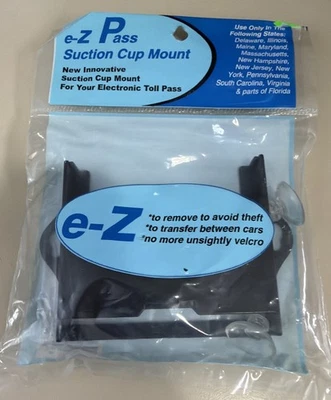 e-Z Pass
Suction Cup Mount
New Innovative
Suction Cup Mount
For Your Electronic Toll Pass
Use Only In The
Following States:
Delaware, Illinois,
Maine, Maryland,
Massachusetts,
New Hampshire,
New Jersey, New
York, Pennsylvania,
South Carolina, Virginia
& parts of Florida
e-Z
*to remove to avoid theft
*to transfer between cars
*no more unsightly velcro